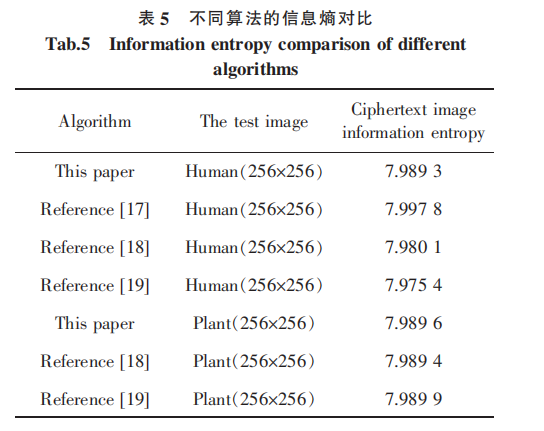 表 5 不同算法的信息熵对比
Tab.5 Information entropy comparison of different
algorithms
Algorithm The test image Ciphertext image information entropy
This paper Human(256×256) 7.989 3
Reference [17] Human(256×256) 7.997 8
Reference [18] Human(256×256) 7.980 1
Reference [19] Human(256×256) 7.975 4
This paper Plant(256×256) 7.989 6
Reference [18] Plant(256×256) 7.989 4
Reference [19] Plant(256×256) 7.989 9